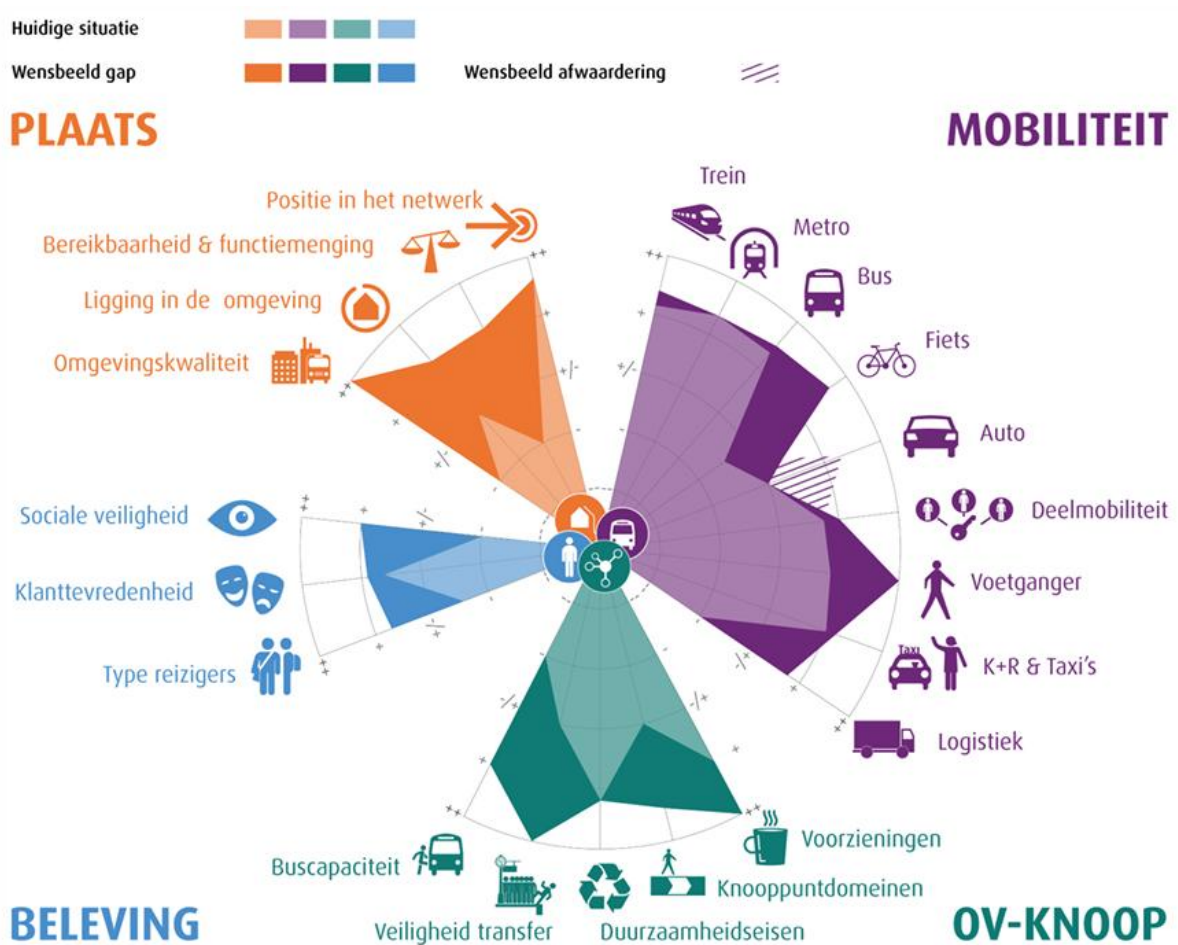 Huidige situatie
Wensbeeld gap
Wensbeeld afwaardering
PLAATS
MOBILITEIT
Positie in het netwerk
Bereikbaarheid & functiemenging
Ligging in de omgeving
Omgevingskwaliteit
Trein
Metro
Bus
Fiets
Auto
Deelmobiliteit
Voetganger
Taxi
K+R & Taxi's
Logistiek
Sociale veiligheid
Klanttevredenheid
Type reizigers
Buscapaciteit
Veiligheid transfer
Duurzaamheidseisen
Knooppuntdomeinen
Voorzieningen
BELEVING
OV-KNOOP